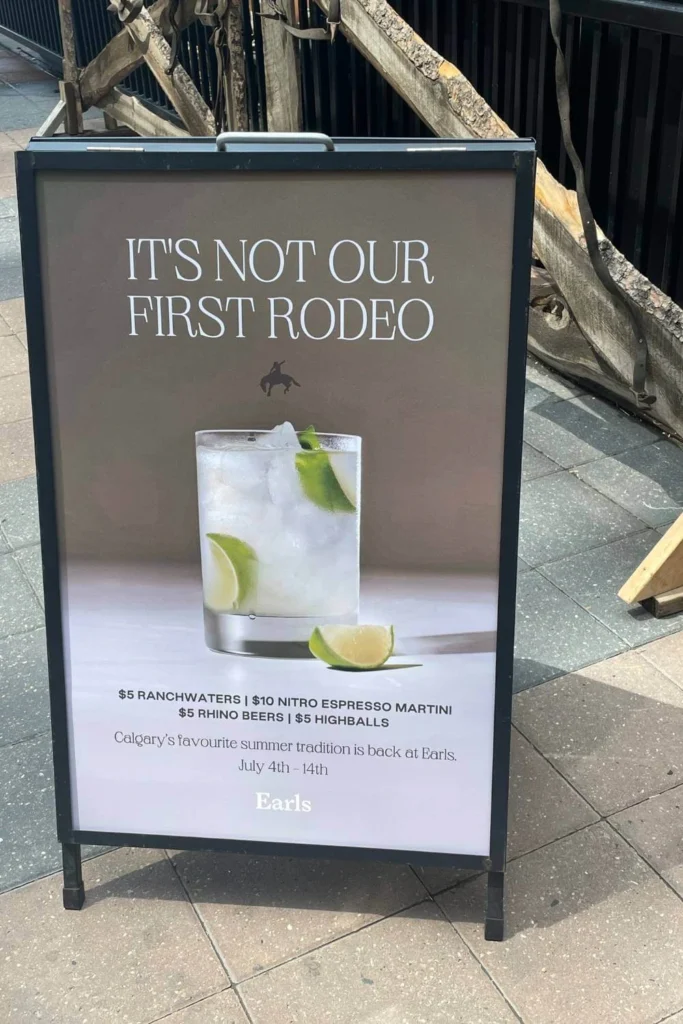 IT'S NOT OUR
FIRST RODEO
$5 RANCHWATERS | $10 NITRO ESPRESSO MARTINI
$5 RHINO BEERS | $5 HIGHBALLS
Calgary's favourite summer tradition is back at Earls.
July 4th - 14th
Earls